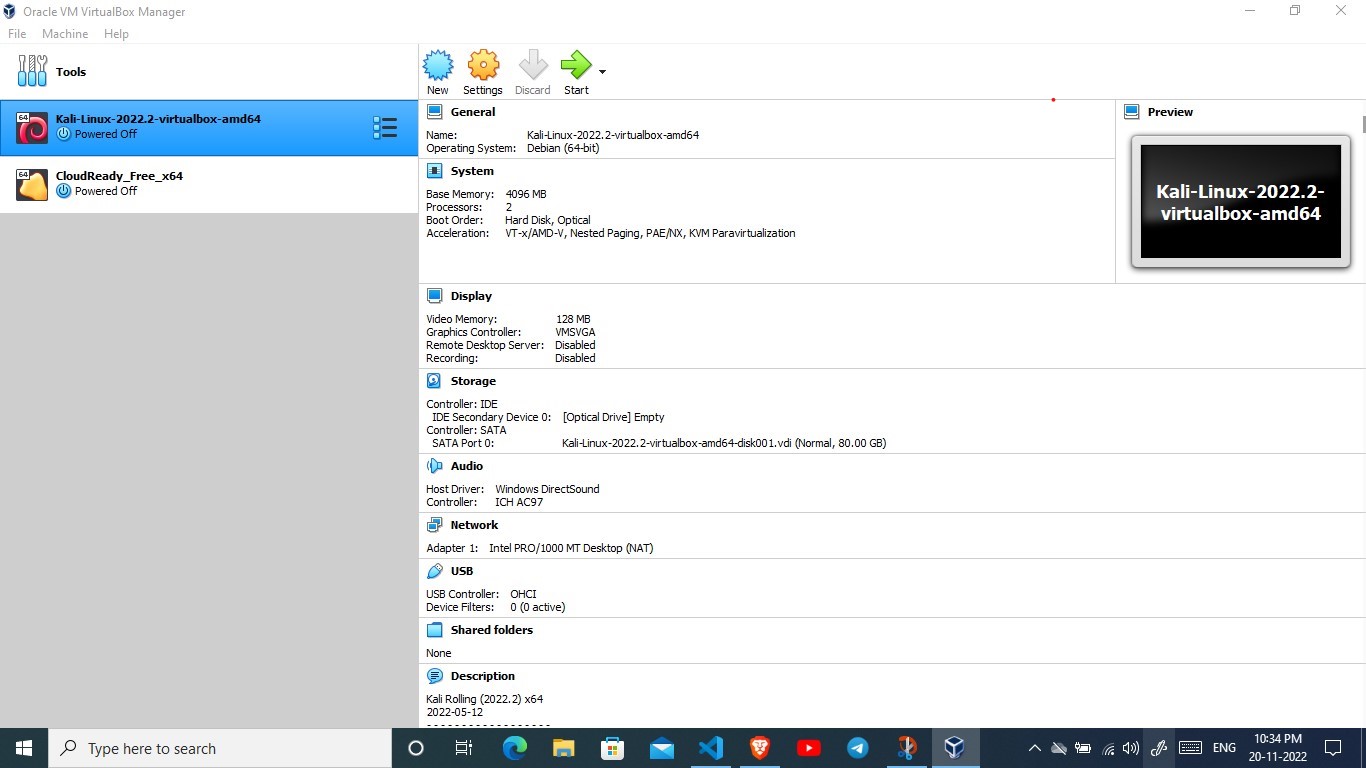 Oracle VM VirtualBox Manager
File Machine Help
Tools
64
Kali-Linux-2022.2-virtualbox-amd64
Powered Off
64
CloudReady_Free_x64
Powered Off
New Settings Discard Start
General
Name: Kali-Linux-2022.2-virtualbox-amd64
Operating System: Debian (64-bit)
System
Base Memory: 4096 MB
Processors: 2
Boot Order: Hard Disk, Optical
Acceleration: VT-x/AMD-V, Nested Paging, PAE/NX, KVM Paravirtualization
Preview
Kali-Linux-2022.2-
virtualbox-amd64
Display
Video Memory: 128 MB
Graphics Controller: VMSVGA
Remote Desktop Server: Disabled
Recording: Disabled
Storage
Controller: IDE
IDE Secondary Device 0: [Optical Drive] Empty
Controller: SATA
SATA Port 0: Kali-Linux-2022.2-virtualbox-amd64-disk001.vdi (Normal, 80.00 GB)
Audio
Host Driver: Windows DirectSound
Controller: ICH AC97
Network
Adapter 1: Intel PRO/1000 MT Desktop (NAT)
USB
USB Controller: OHCI
Device Filters: 0 (0 active)
Shared folders
None
Description
Kali Rolling (2022.2) x64
2022-05-12
- - - - - - - - - - - - - - - - - - -
Type here to search
ENG
10:34 PM
20-11-2022